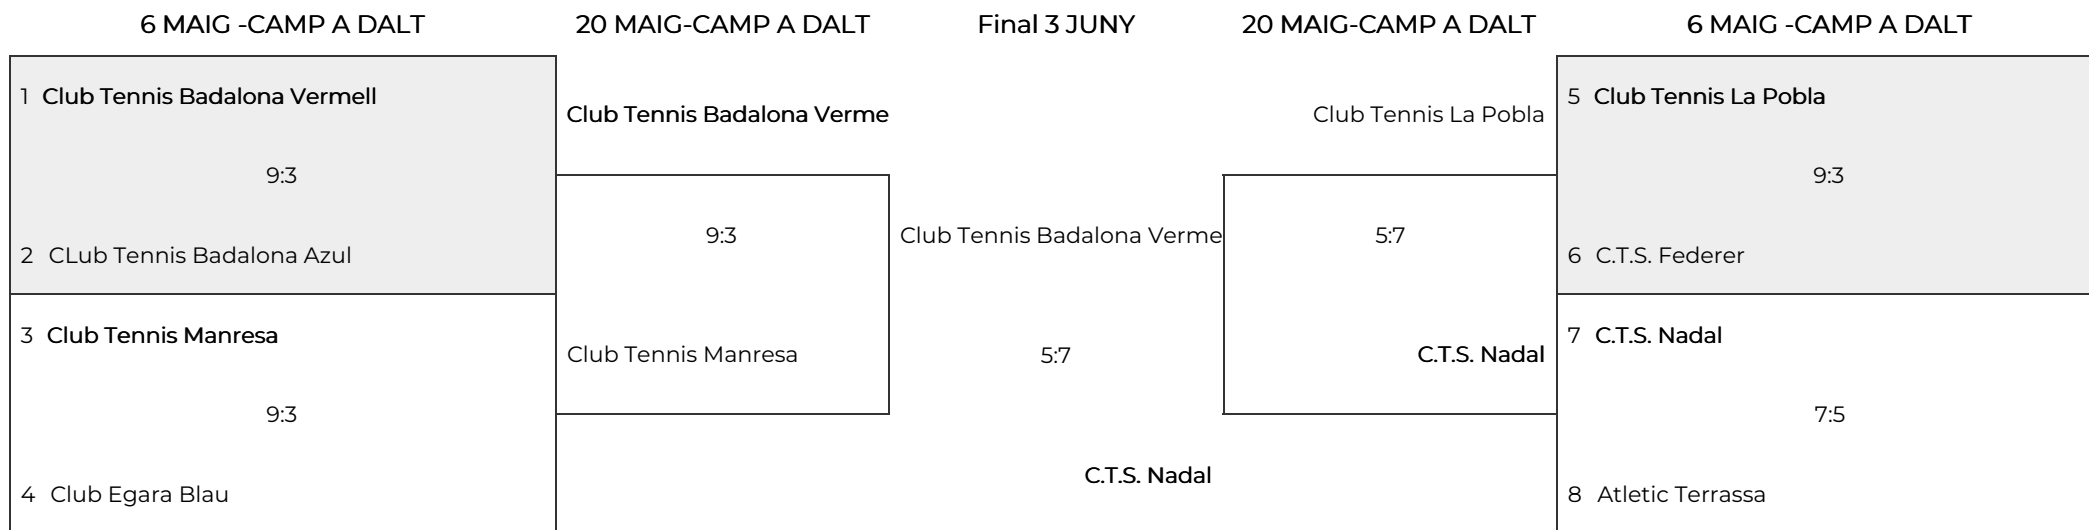 6 MAIG -CAMP A DALT
20 MAIG-CAMP A DALT
Final 3 JUNY
20 MAIG-CAMP A DALT
6 MAIG -CAMP A DALT
1 Club Tennis Badalona Vermell
9:3
2 CLub Tennis Badalona Azul
3 Club Tennis Manresa
9:3
4 Club Egara Blau
Club Tennis Badalona Verme
9:3
Club Tennis Manresa
Club Tennis Badalona Verme
5:7
C.T.S. Nadal
Club Tennis La Pobla
5:7
C.T.S. Nadal
5 Club Tennis La Pobla
9:3
6 C.T.S. Federer
7 C.T.S. Nadal
7:5
8 Atletic Terrassa